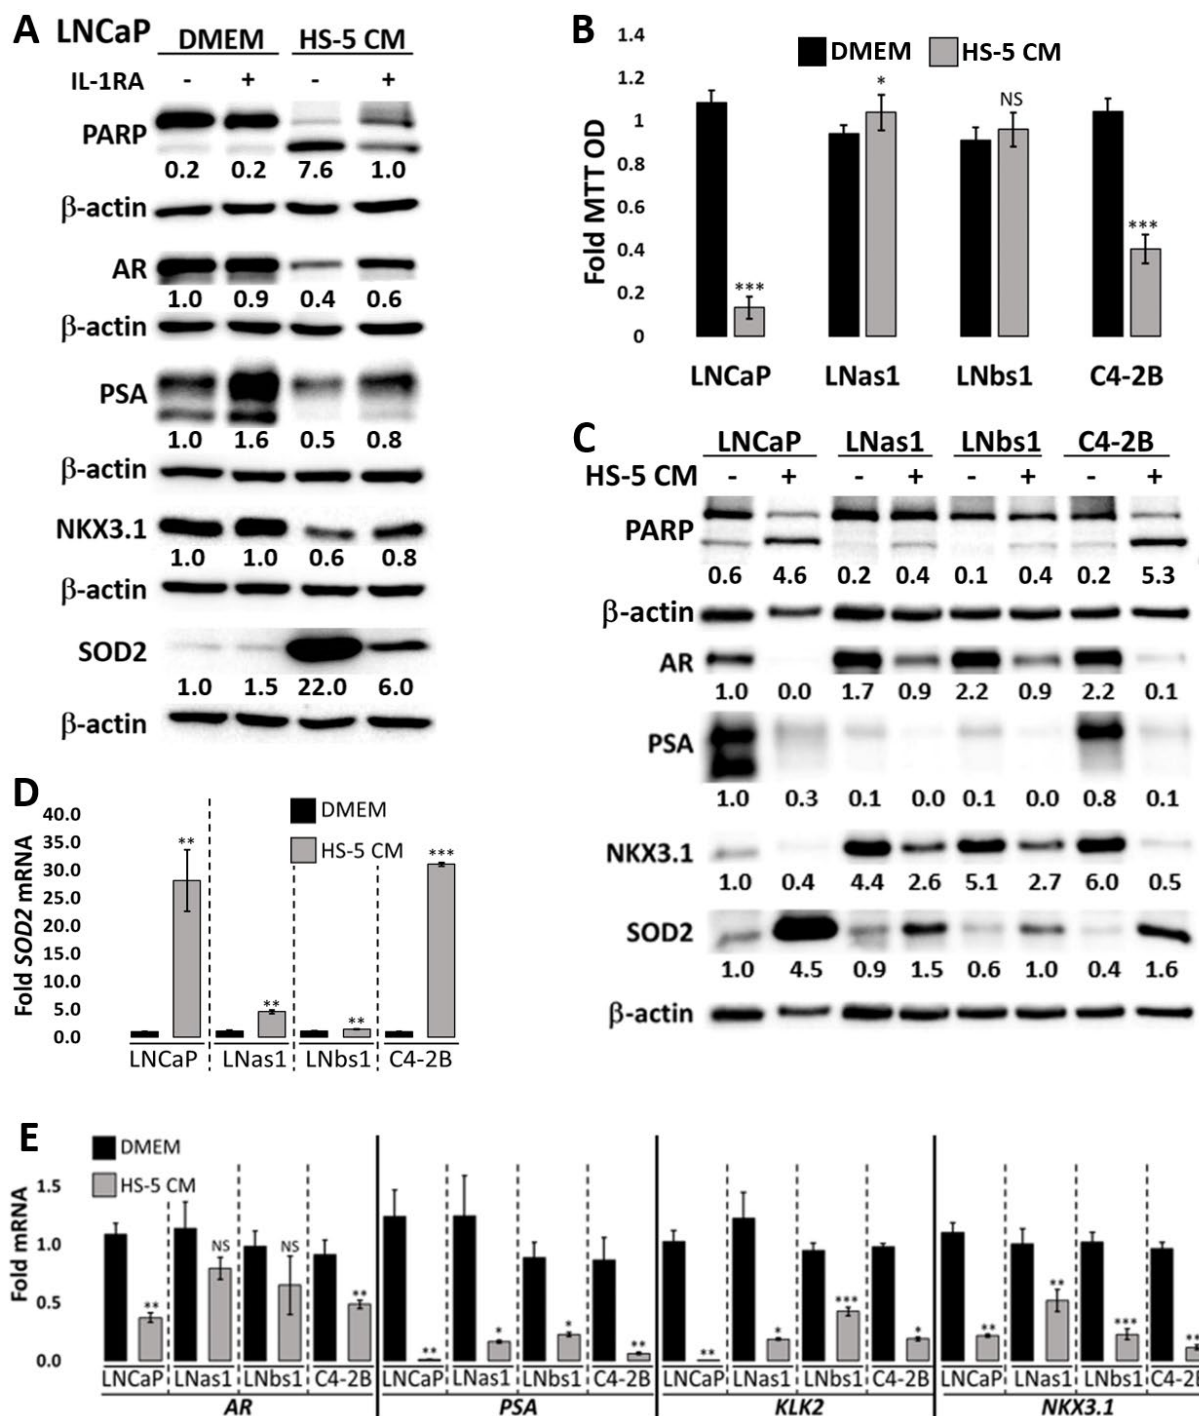 A LNCaP DMEM HS-5 CM
IL-1RA - + - +
PARP
0.2 0.2 7.6 1.0
β-actin
AR
1.0 0.9 0.4 0.6
β-actin
PSA
1.0 1.6 0.5 0.8
β-actin
NKX3.1
1.0 1.0 0.6 0.8
β-actin
SOD2
1.0 1.5 22.0 6.0
β-actin
B
DMEM HS-5 CM
Fold MTT OD
1.4
1.2
1
0.8
0.6
0.4
0.2
0
*** * NS ***
LNCaP LNas1 LNbs1 C4-2B
C LNCaP LNas1 LNbs1 C4-2B
HS-5 CM - + - + - + - +
PARP
0.6 4.6 0.2 0.4 0.1 0.4 0.2 5.3
β-actin
AR
1.0 0.0 1.7 0.9 2.2 0.9 2.2 0.1
PSA
1.0 0.3 0.1 0.0 0.1 0.0 0.8 0.1
NKX3.1
1.0 0.4 4.4 2.6 5.1 2.7 6.0 0.5
SOD2
1.0 4.5 0.9 1.5 0.6 1.0 0.4 1.6
β-actin
D
DMEM
HS-5 CM
Fold SOD2 mRNA
40.0
35.0
30.0
25.0
20.0
15.0
10.0
5.0
0.0
** ** ** ***
LNCaP LNas1 LNbs1 C4-2B
E
DMEM
HS-5 CM
Fold mRNA
1.5
1.0
0.5
0.0
** NS NS ** ** * * ** ** * *** * ** ** *** **
LNCaP LNas1 LNbs1 C4-2B LNCaP LNas1 LNbs1 C4-2B LNCaP LNas1 LNbs1 C4-2B LNCaP LNas1 LNbs1 C4-2B
AR PSA KLK2 NKX3.1